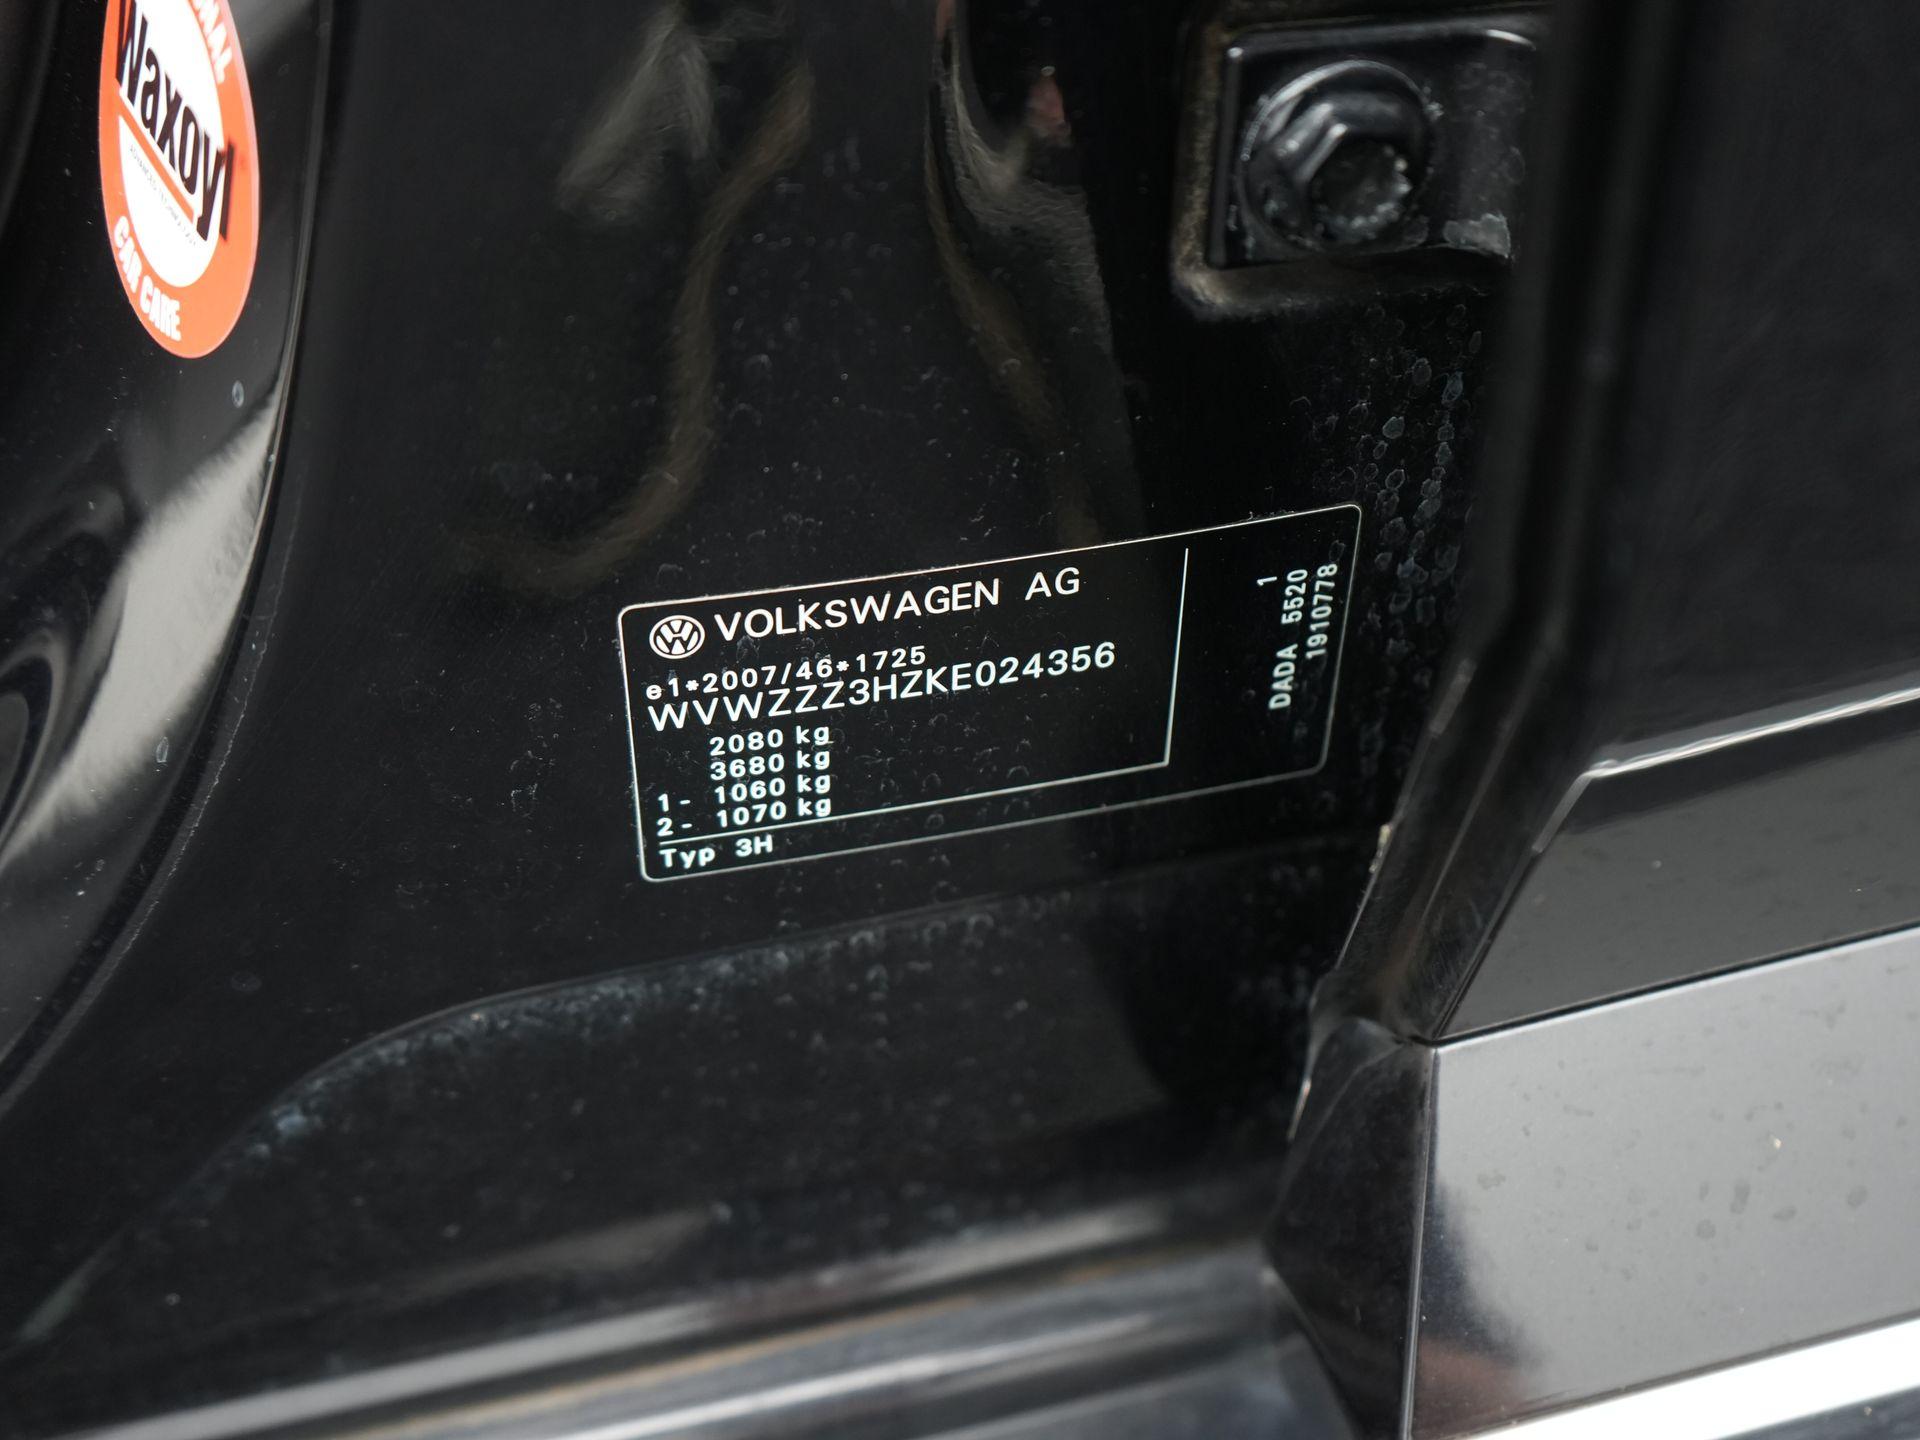 Waxoyl
CAR CARE
VOLKSWAGEN AG
e1*2007/46*1725
WVWZZZ3HZKE024356
2080 kg
3680 kg
1- 1060 kg
2- 1070 kg
Typ 3H
1
DADA 5520
1910778